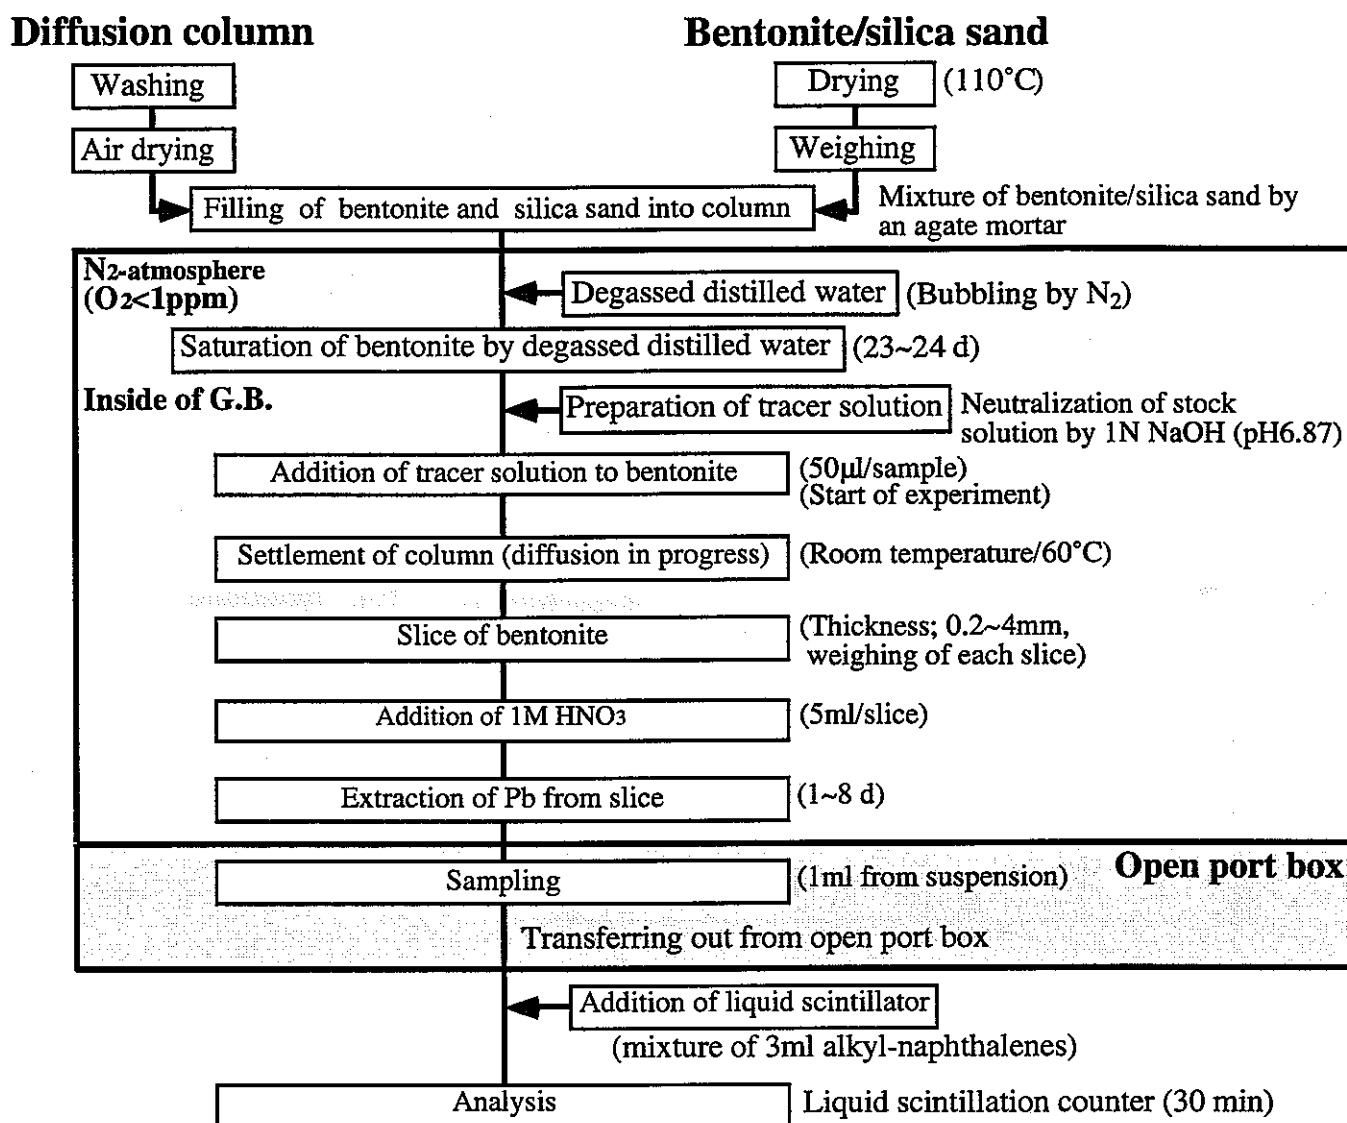 Diffusion column
Bentonite/silica sand
Washing
Drying (110°C)
Air drying
Weighing
Filling of bentonite and silica sand into column
Mixture of bentonite/silica sand by
an agate mortar
N2-atmosphere
(O2<1ppm)
Degassed distilled water (Bubbling by N2)
Saturation of bentonite by degassed distilled water (23~24 d)
Inside of G.B.
Preparation of tracer solution
Neutralization of stock
solution by 1N NaOH (pH6.87)
Addition of tracer solution to bentonite
(50µl/sample)
(Start of experiment)
Settlement of column (diffusion in progress) (Room temperature/60°C)
Slice of bentonite
(Thickness; 0.2~4mm,
weighing of each slice)
Addition of 1M HNO3 (5ml/slice)
Extraction of Pb from slice (1~8 d)
Open port box
Sampling (1ml from suspension)
Transferring out from open port box
Addition of liquid scintillator
(mixture of 3ml alkyl-naphthalenes)
Analysis Liquid scintillation counter (30 min)